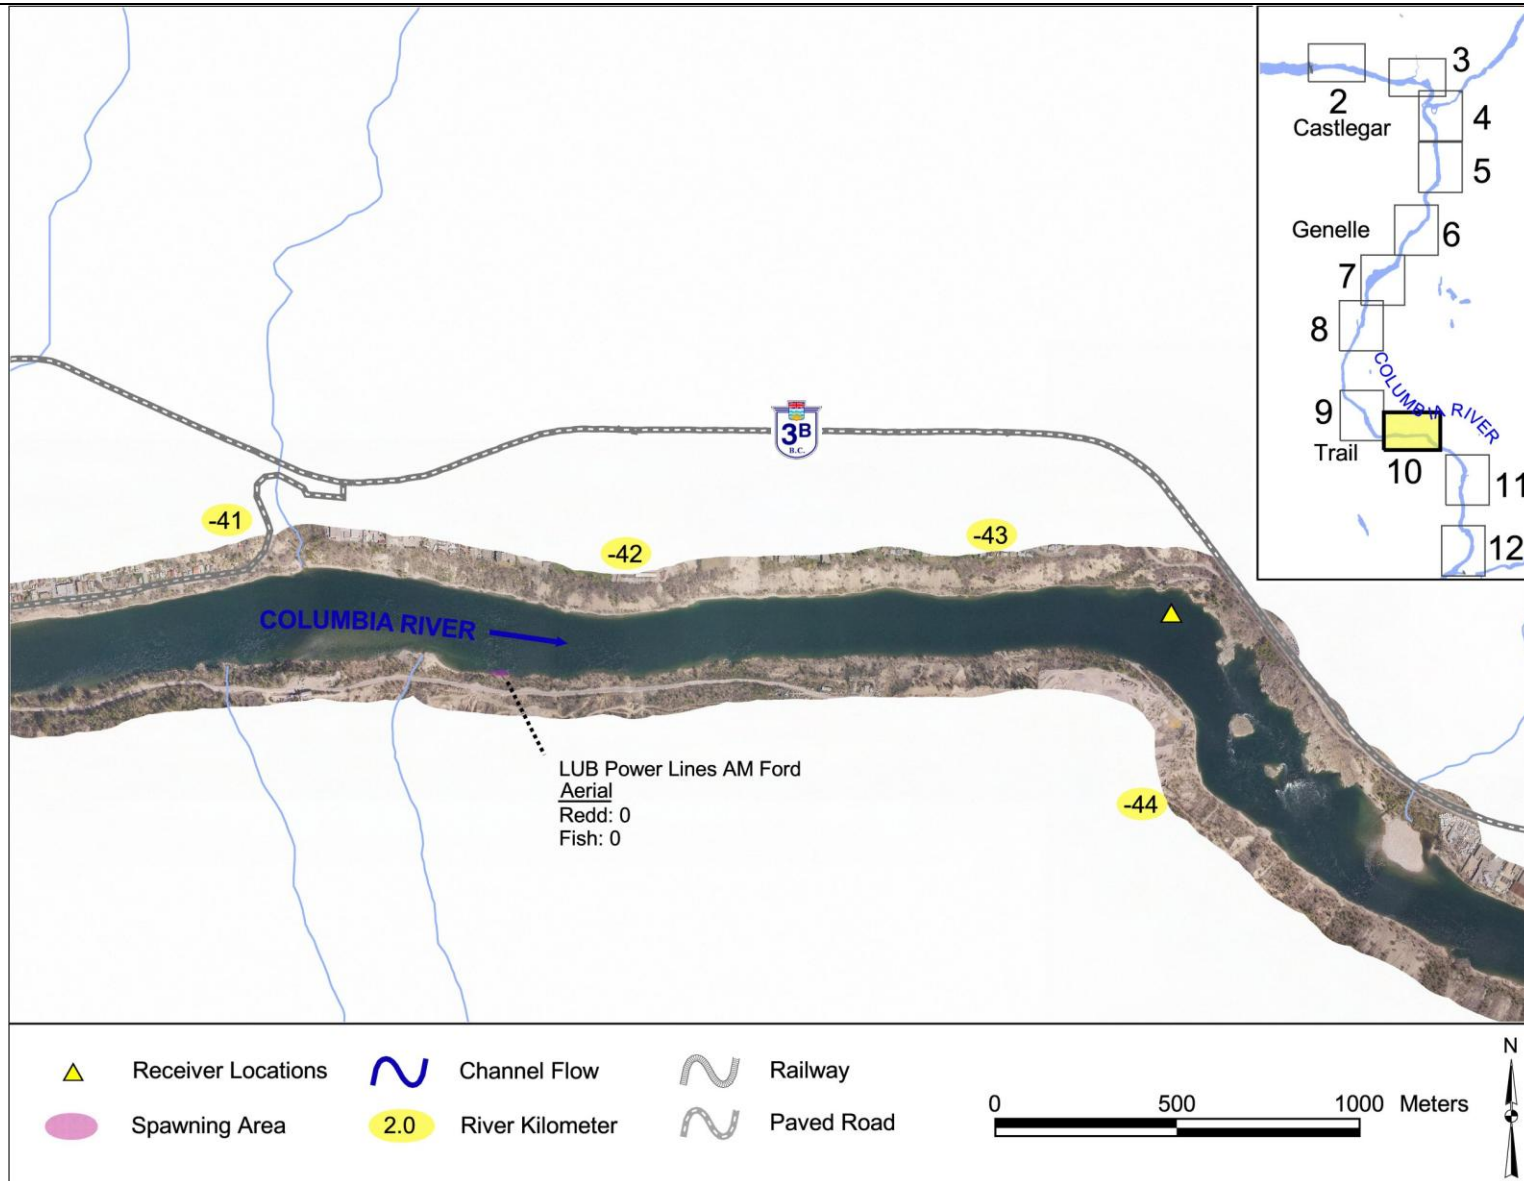 3
2
Castlegar
4
5
Genelle
6
7
8
COLUMBIA RIVER
9
Trail
10
11
12
3B
B.C.
-41
-42
-43
COLUMBIA RIVER
-44
LUB Power Lines AM Ford
Aerial
Redd: 0
Fish: 0
Receiver Locations
Channel Flow
Railway
Spawning Area
2.0
River Kilometer
Paved Road
0 500 1000 Meters
N